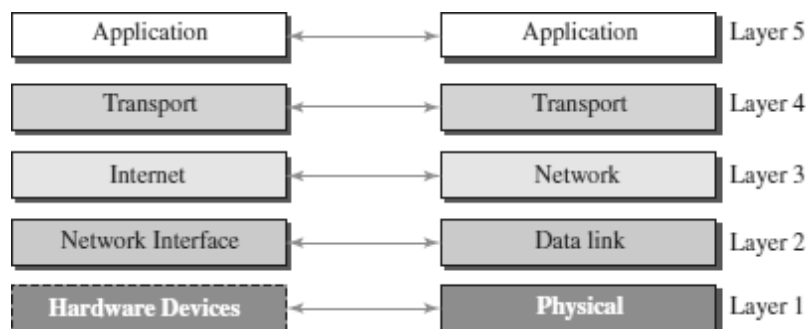 Application Application Layer 5
Transport Transport Layer 4
Internet Network Layer 3
Network Interface Data link Layer 2
Hardware Devices Physical Layer 1